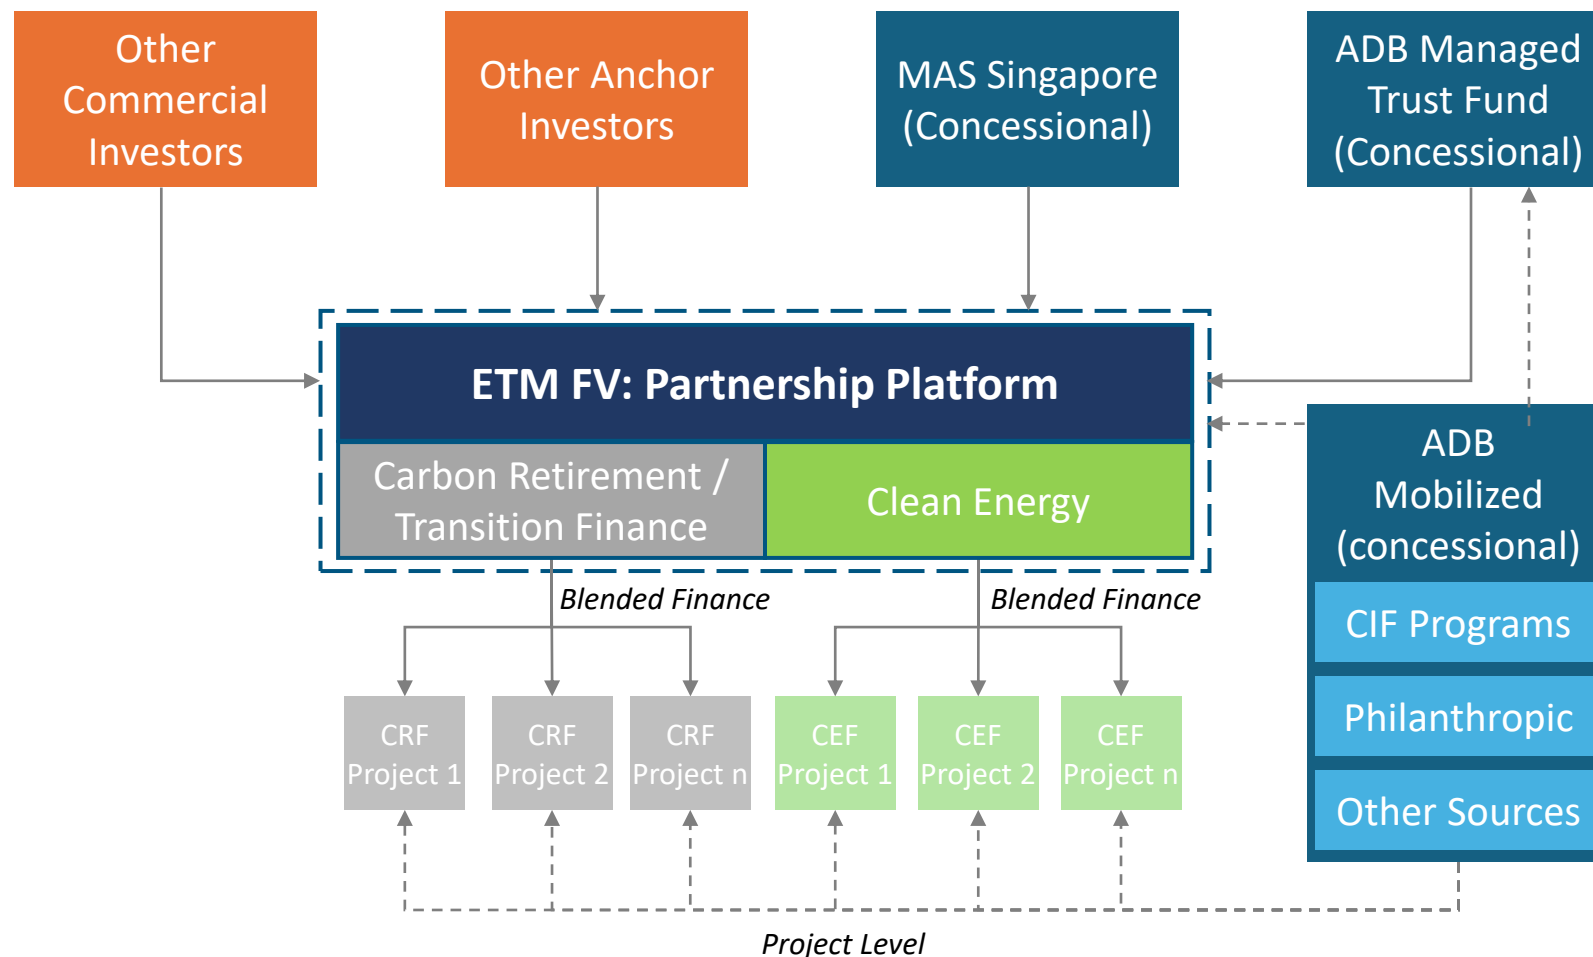 Other
Commercial
Investors
Other Anchor
Investors
MAS Singapore
(Concessional)
ADB Managed
Trust Fund
(Concessional)
ETM FV: Partnership Platform
Carbon Retirement /
Transition Finance
Clean Energy
ADB
Mobilized
(concessional)
CIF Programs
Philanthropic
Other Sources
Blended Finance
Blended Finance
CRF
Project 1
CRF
Project 2
CRF
Project n
CEF
Project 1
CEF
Project 2
CEF
Project n
Project Level